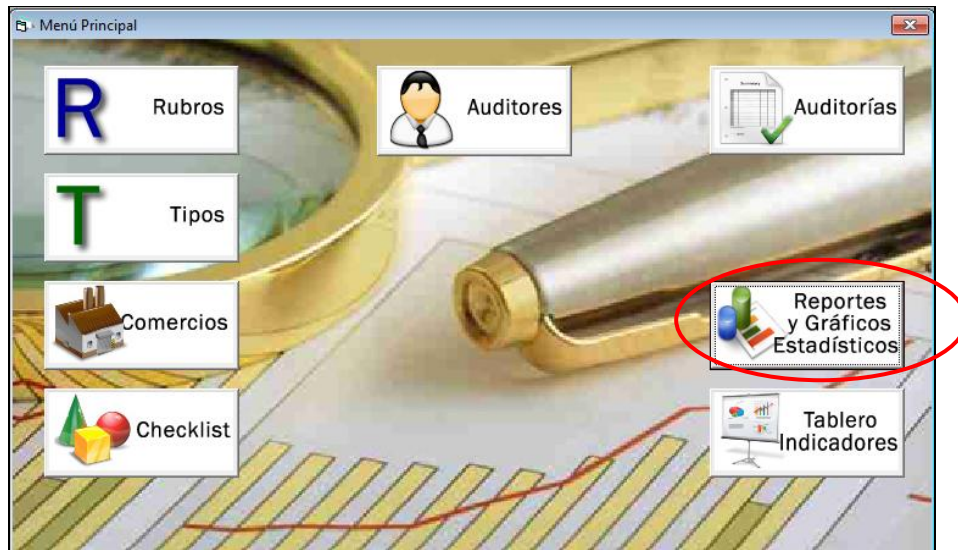 Menú Principal
R Rubros
Auditores
Auditorías
T Tipos
Comercios
Reportes
y Gráficos
Estadísticos
Checklist
Tablero
Indicadores